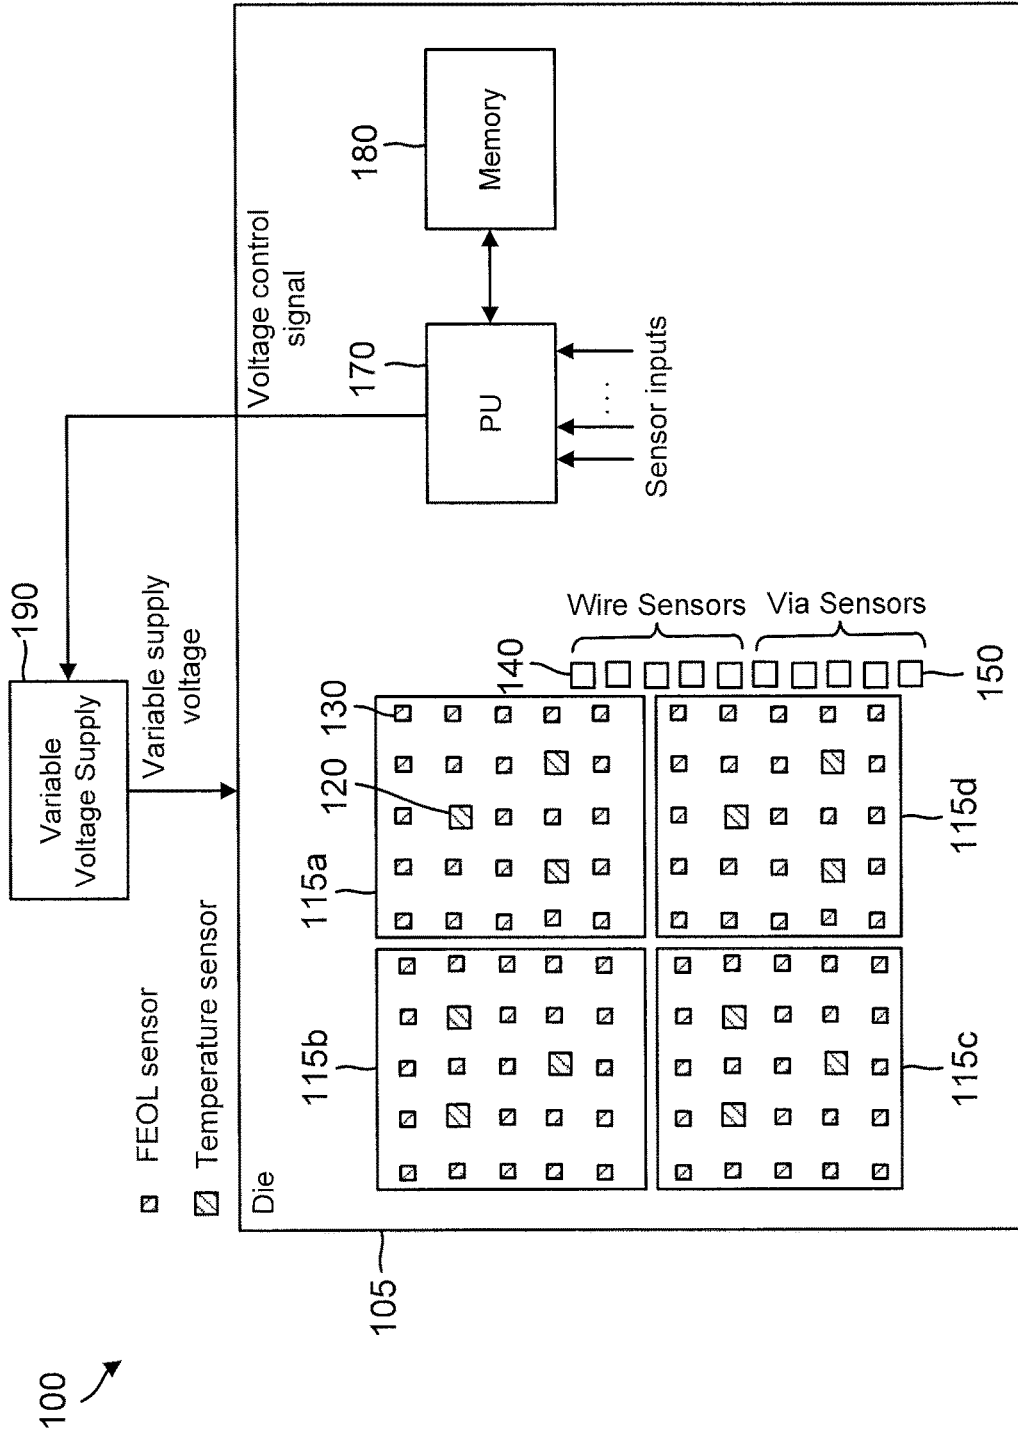 100
105
Die
FEOL sensor
Temperature sensor
Variable
Voltage Supply
190
Variable supply
voltage
Voltage control
signal
115b
115a
120
130
140
Wire Sensors
Via Sensors
150
115c
115d
170
PU
180
Memory
. . .
Sensor inputs